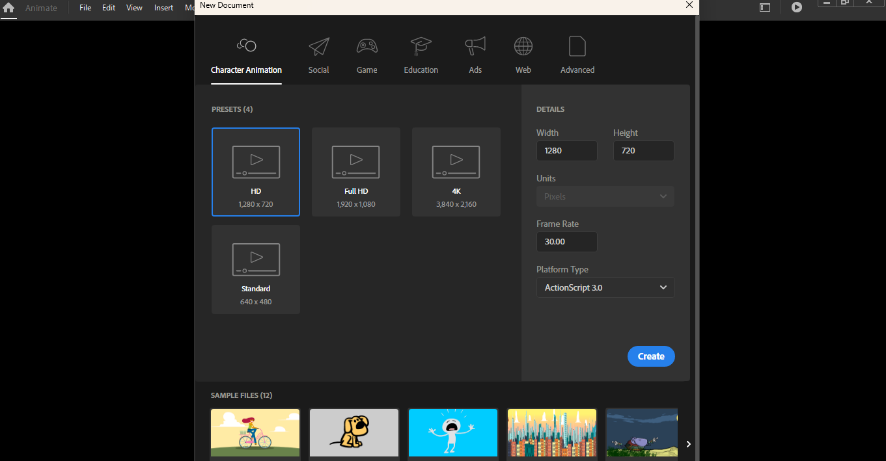 New Document
Animate File Edit View Insert
Character Animation Social Game Education Ads Web Advanced
PRESETS (4)
HD
1,280 x 720
Full HD
1,920 x 1,080
4K
3,840 x 2,160
Standard
640 x 480
DETAILS
Width Height
1280 720
Units
Pixels
Frame Rate
30.00
Platform Type
ActionScript 3.0
Create
SAMPLE FILES (12)